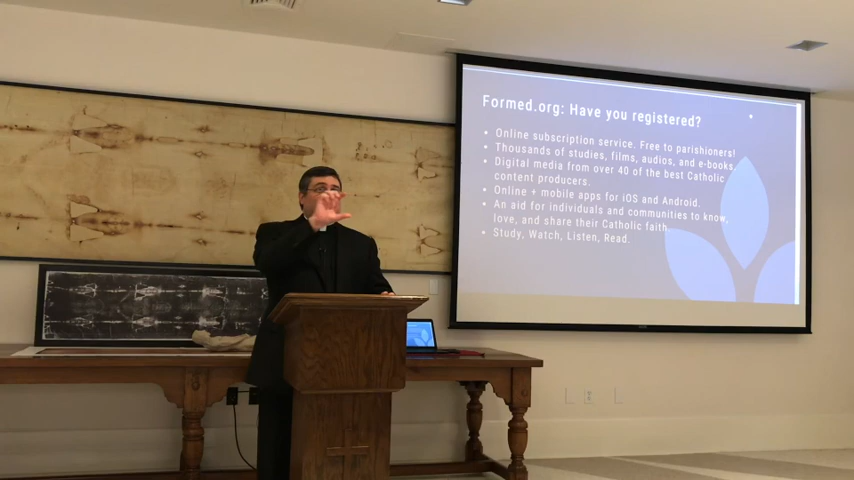 Formed.org: Have you registered?
• Online subscription service. Free to parishioners!
• Thousands of studies, films, audios, and e-books.
• Digital media from over 40 of the best Catholic
content producers.
• Online + mobile apps for iOS and Android.
• An aid for individuals and communities to know,
love, and share their Catholic faith.
• Study, Watch, Listen, Read.